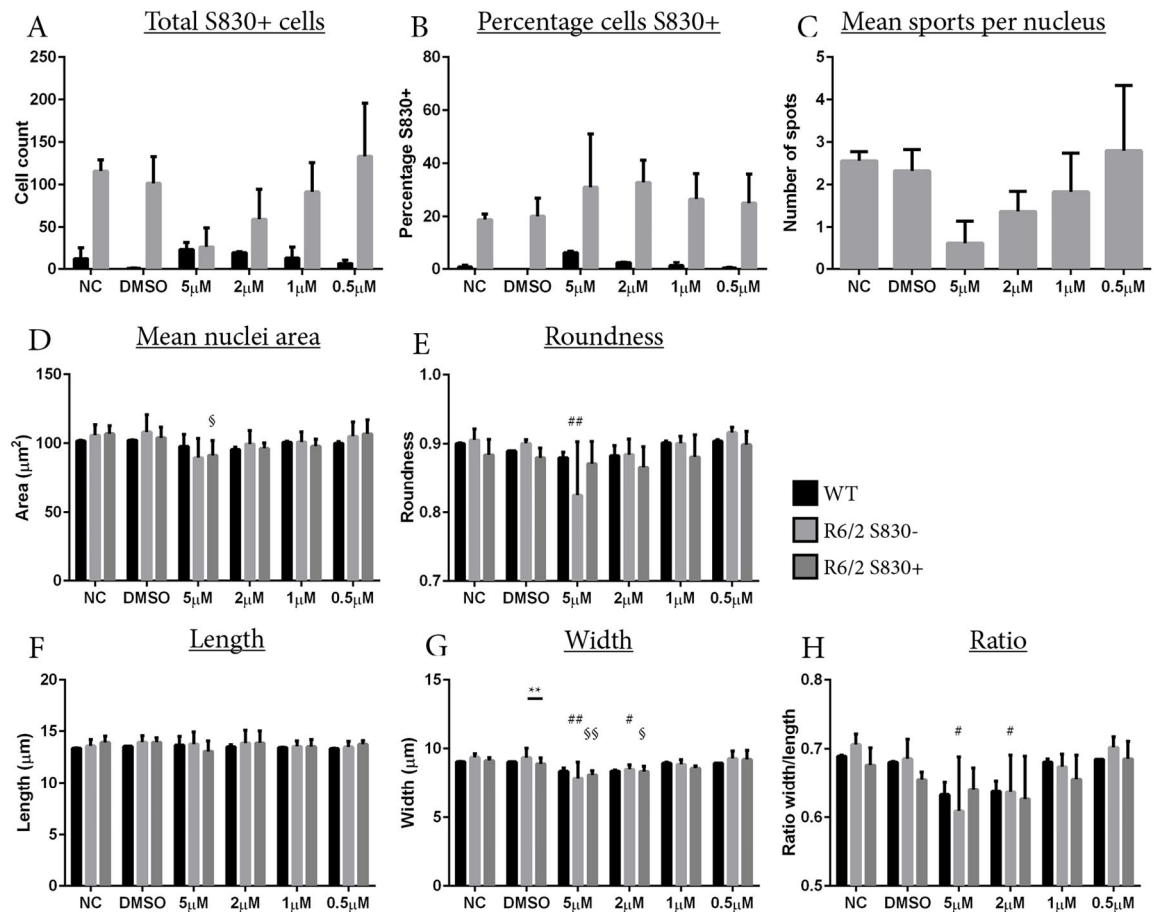 A Total S830+ cells
Cell count
250
200
150
100
50
0
NC DMSO 5μM 2μM 1μM 0.5μM
B Percentage cells S830+
Percentage S830+
80
60
40
20
0
NC DMSO 5μM 2μM 1μM 0.5μM
C Mean sports per nucleus
Number of spots
5
4
3
2
1
0
NC DMSO 5μM 2μM 1μM 0.5μM
D Mean nuclei area
Area (μm²)
150
100
50
0
§
NC DMSO 5μM 2μM 1μM 0.5μM
E Roundness
Roundness
1.0
0.9
0.8
0.7
##
NC DMSO 5μM 2μM 1μM 0.5μM
WT
R6/2 S830-
R6/2 S830+
F Length
Length (μm)
20
15
10
5
0
NC DMSO 5μM 2μM 1μM 0.5μM
G Width
Width (μm)
15
10
5
0
**
## #
§§ §
NC DMSO 5μM 2μM 1μM 0.5μM
H Ratio
Ratio width/length
0.8
0.7
0.6
0.5
# #
NC DMSO 5μM 2μM 1μM 0.5μM